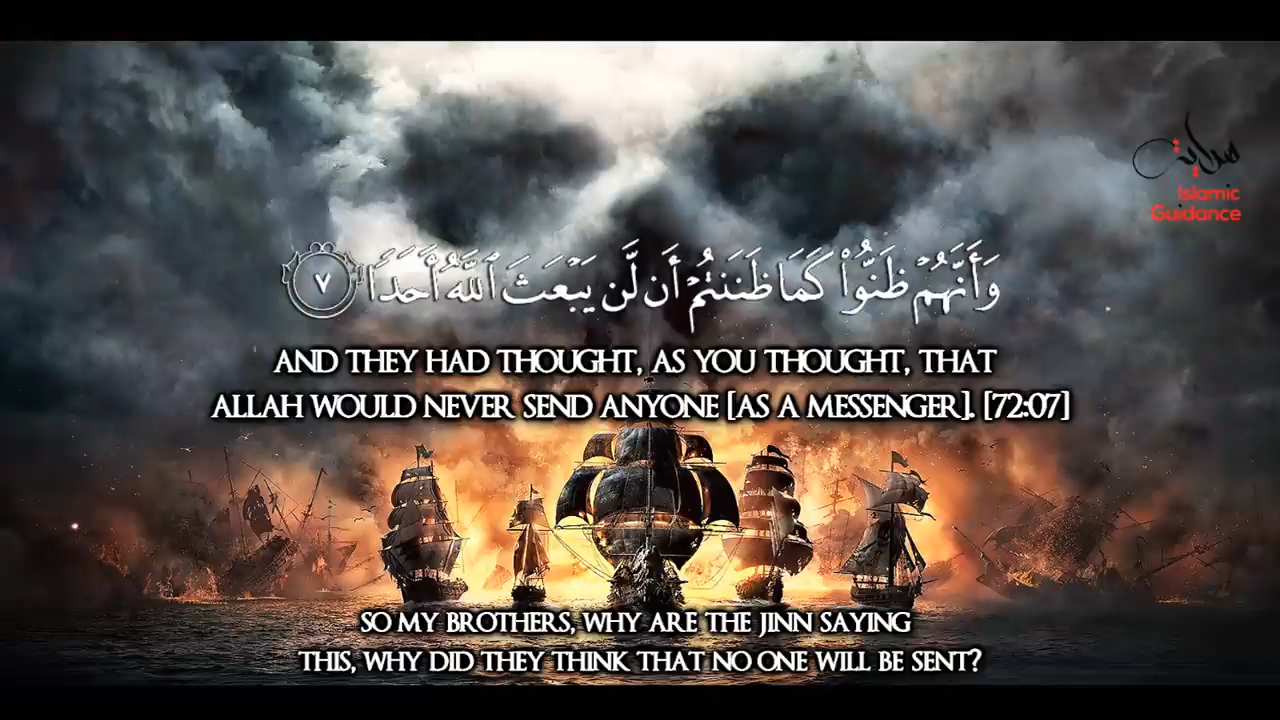 هداية
Islamic
Guidance
وَأَنَّهُمْ ظَنُّوا۟ كَمَا ظَنَنتُمْ أَن لَّن يَبْعَثَ ٱللَّهُ أَحَدًا ٧
AND THEY HAD THOUGHT, AS YOU THOUGHT, THAT
ALLAH WOULD NEVER SEND ANYONE [AS A MESSENGER]. [72:07]
SO MY BROTHERS, WHY ARE THE JINN SAYING
THIS, WHY DID THEY THINK THAT NO ONE WILL BE SENT?